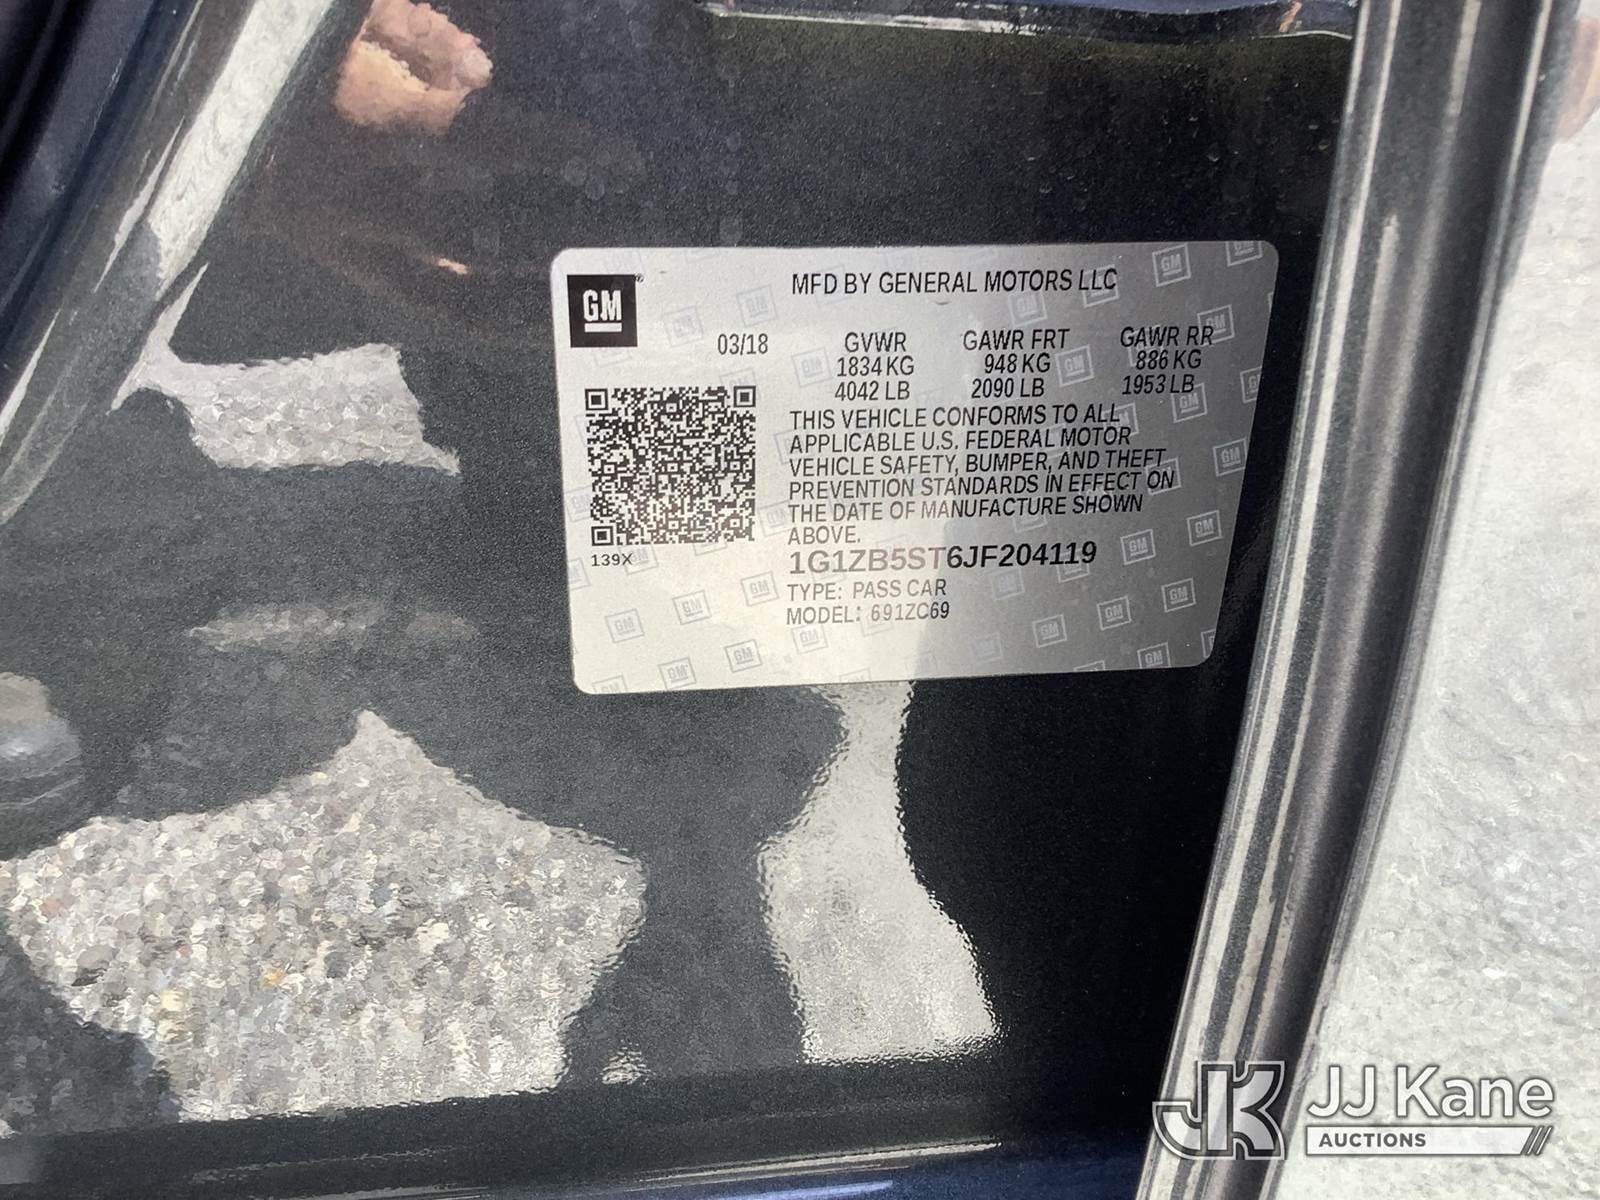 GM
MFD BY GENERAL MOTORS LLC
03/18 GVWR GAWR FRT GAWR RR
1834 KG 948 KG 886 KG
4042 LB 2090 LB 1953 LB
THIS VEHICLE CONFORMS TO ALL
APPLICABLE U.S. FEDERAL MOTOR
VEHICLE SAFETY, BUMPER, AND THEFT
PREVENTION STANDARDS IN EFFECT ON
THE DATE OF MANUFACTURE SHOWN
ABOVE.
139X
1G1ZB5ST6JF204119
TYPE: PASS CAR
MODEL: 691ZC69
JK JJ Kane
AUCTIONS